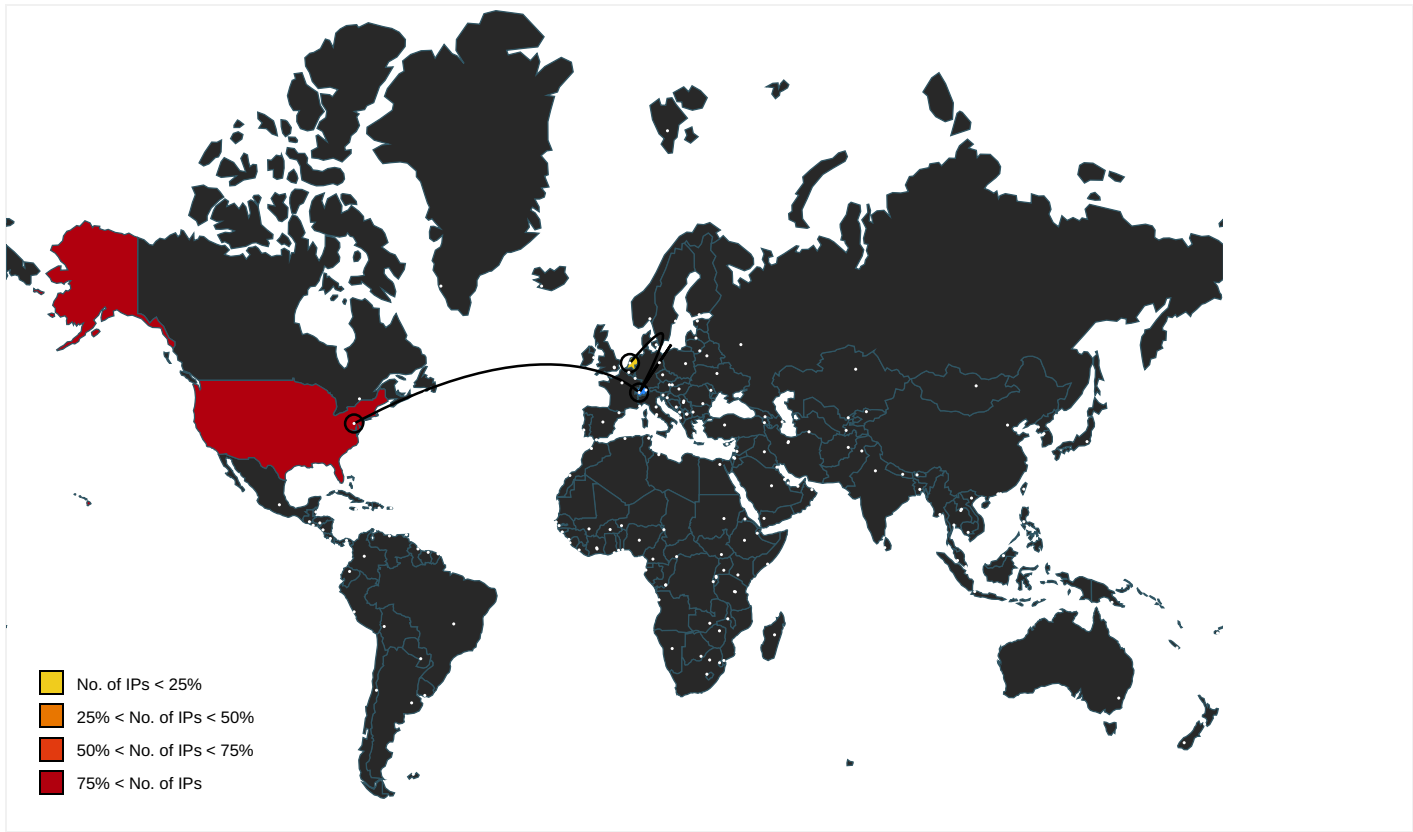 No. of IPs < 25%
25% < No. of IPs < 50%
50% < No. of IPs < 75%
75% < No. of IPs